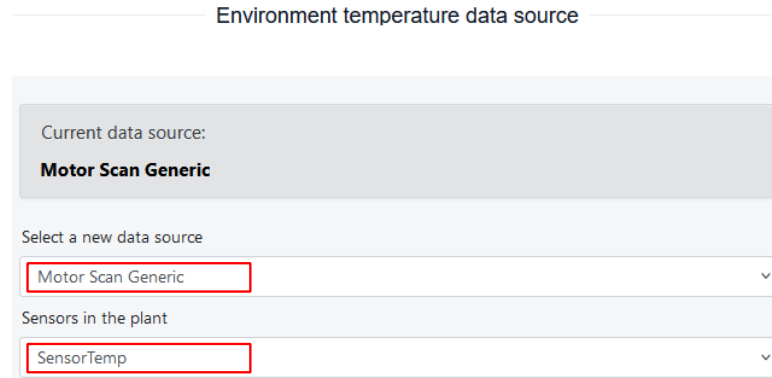 Environment temperature data source
Current data source:
Motor Scan Generic
Select a new data source
Motor Scan Generic
Sensors in the plant
SensorTemp